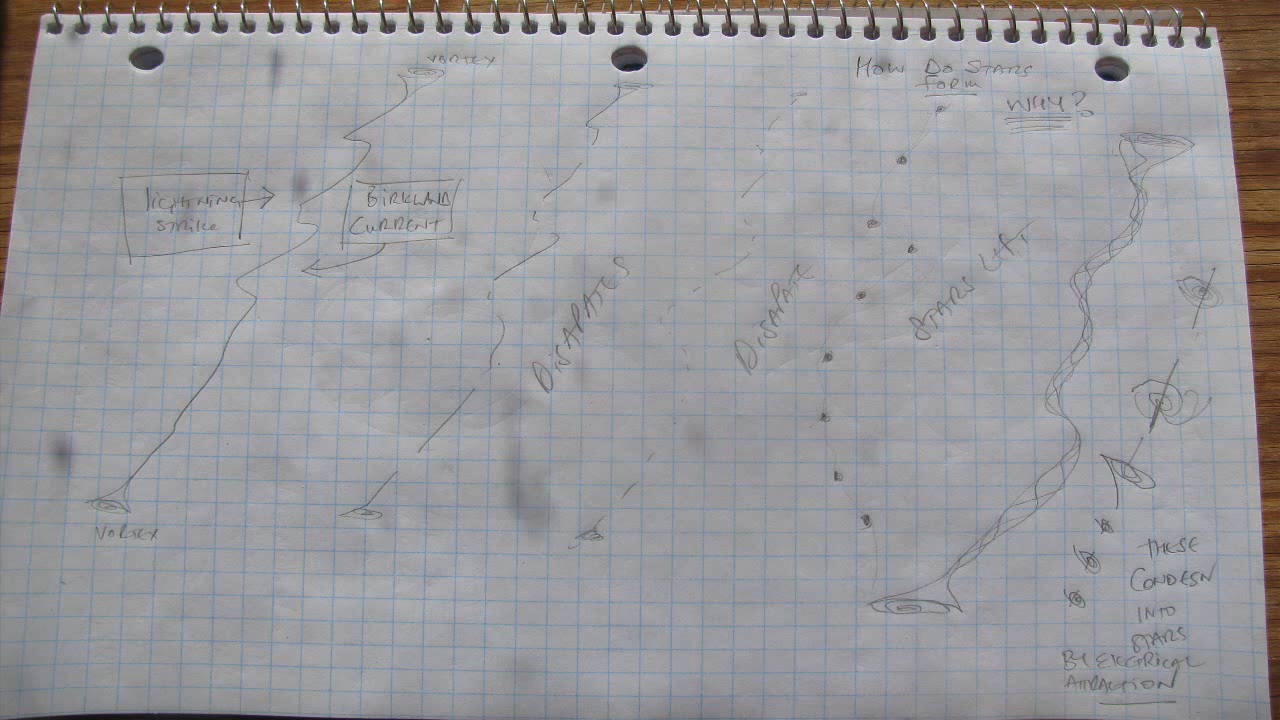 VORTEX
HOW DO STARS
FORM
WHY?
LIGHTNING
STRIKE
BIRKLAND
CURRENT
DISAPATES
DISAPATE
STARS LEFT
VORTEX
THESE
CONDESN
INTO
STARS
BY ELECTRICAL
ATTRACTION